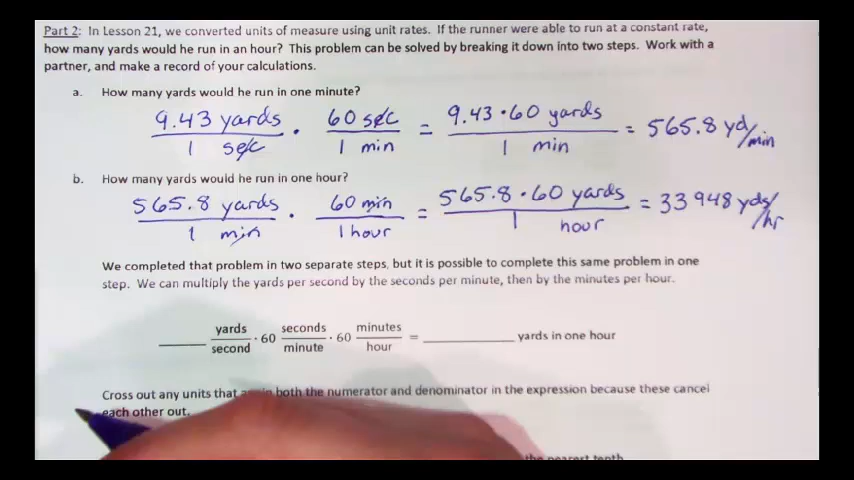 Part 2: In Lesson 21, we converted units of measure using unit rates. If the runner were able to run at a constant rate,
how many yards would he run in an hour? This problem can be solved by breaking it down into two steps. Work with a
partner, and make a record of your calculations.
a. How many yards would he run in one minute?
9.43 yards / 1 sec · 60 sec / 1 min = 9.43 · 60 yards / 1 min = 565.8 yd/min
b. How many yards would he run in one hour?
565.8 yards / 1 min · 60 min / 1 hour = 565.8 · 60 yards / 1 hour = 33948 yds/hr
We completed that problem in two separate steps, but it is possible to complete this same problem in one
step. We can multiply the yards per second by the seconds per minute, then by the minutes per hour.
_____ yards/second · 60 seconds/minute · 60 minutes/hour = __________ yards in one hour
Cross out any units that both the numerator and denominator in the expression because these cancel
each other out.
the nearest tenth